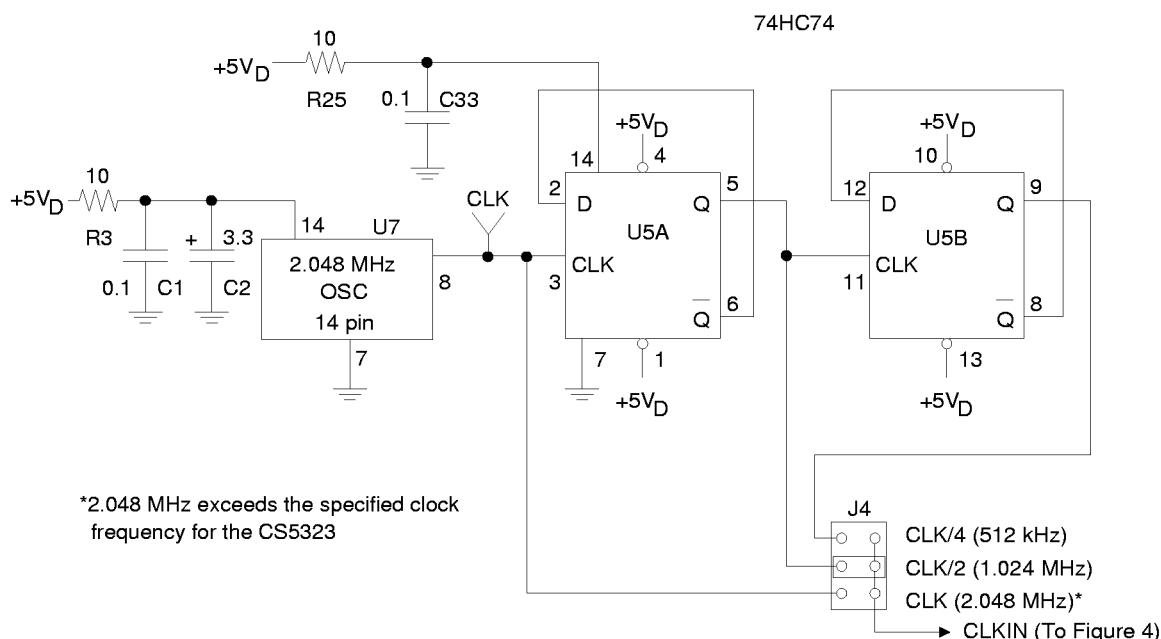 74HC74
10
+5VD
R25
0.1
C33
10
+5VD
R3
0.1
C1
+
3.3
C2
14
U7
2.048 MHz
OSC
14 pin
8
7
CLK
14
+5VD
4
2
D
5
Q
U5A
3
CLK
6
Q
7
1
+5VD
+5VD
10
12
D
9
Q
U5B
11
CLK
8
Q
13
+5VD
*2.048 MHz exceeds the specified clock
frequency for the CS5323
J4
CLK/4 (512 kHz)
CLK/2 (1.024 MHz)
CLK (2.048 MHz)*
CLKIN (To Figure 4)